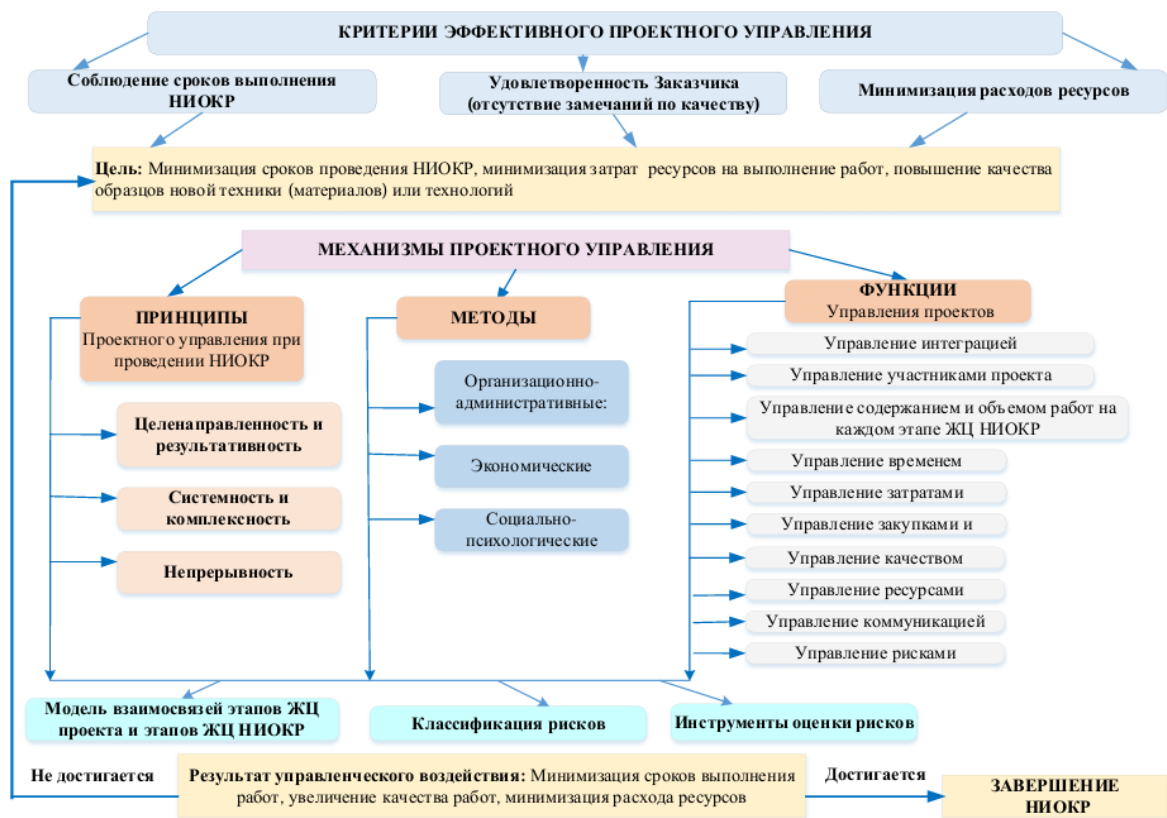 КРИТЕРИИ ЭФФЕКТИВНОГО ПРОЕКТНОГО УПРАВЛЕНИЯ
Соблюдение сроков выполнения
НИОКР
Удовлетворенность Заказчика
(отсутствие замечаний по качеству)
Минимизация расходов ресурсов
Цель: Минимизация сроков проведения НИОКР, минимизация затрат ресурсов на выполнение работ, повышение качества
образцов новой техники (материалов) или технологий
МЕХАНИЗМЫ ПРОЕКТНОГО УПРАВЛЕНИЯ
ПРИНЦИПЫ
Проектного управления при
проведении НИОКР
Целенаправленность и
результативность
Системность и
комплексность
Непрерывность
МЕТОДЫ
Организационно-
административные:
Экономические
Социально-
психологические
ФУНКЦИИ
Управления проектов
Управление интеграцией
Управление участниками проекта
Управление содержанием и объемом работ на
каждом этапе ЖЦ НИОКР
Управление временем
Управление затратами
Управление закупками и
Управление качеством
Управление ресурсами
Управление коммуникацией
Управление рисками
Модель взаимосвязей этапов ЖЦ
проекта и этапов ЖЦ НИОКР
Классификация рисков
Инструменты оценки рисков
Не достигается
Результат управленческого воздействия: Минимизация сроков выполнения
работ, увеличение качества работ, минимизация расхода ресурсов
Достигается
ЗАВЕРШЕНИЕ
НИОКР